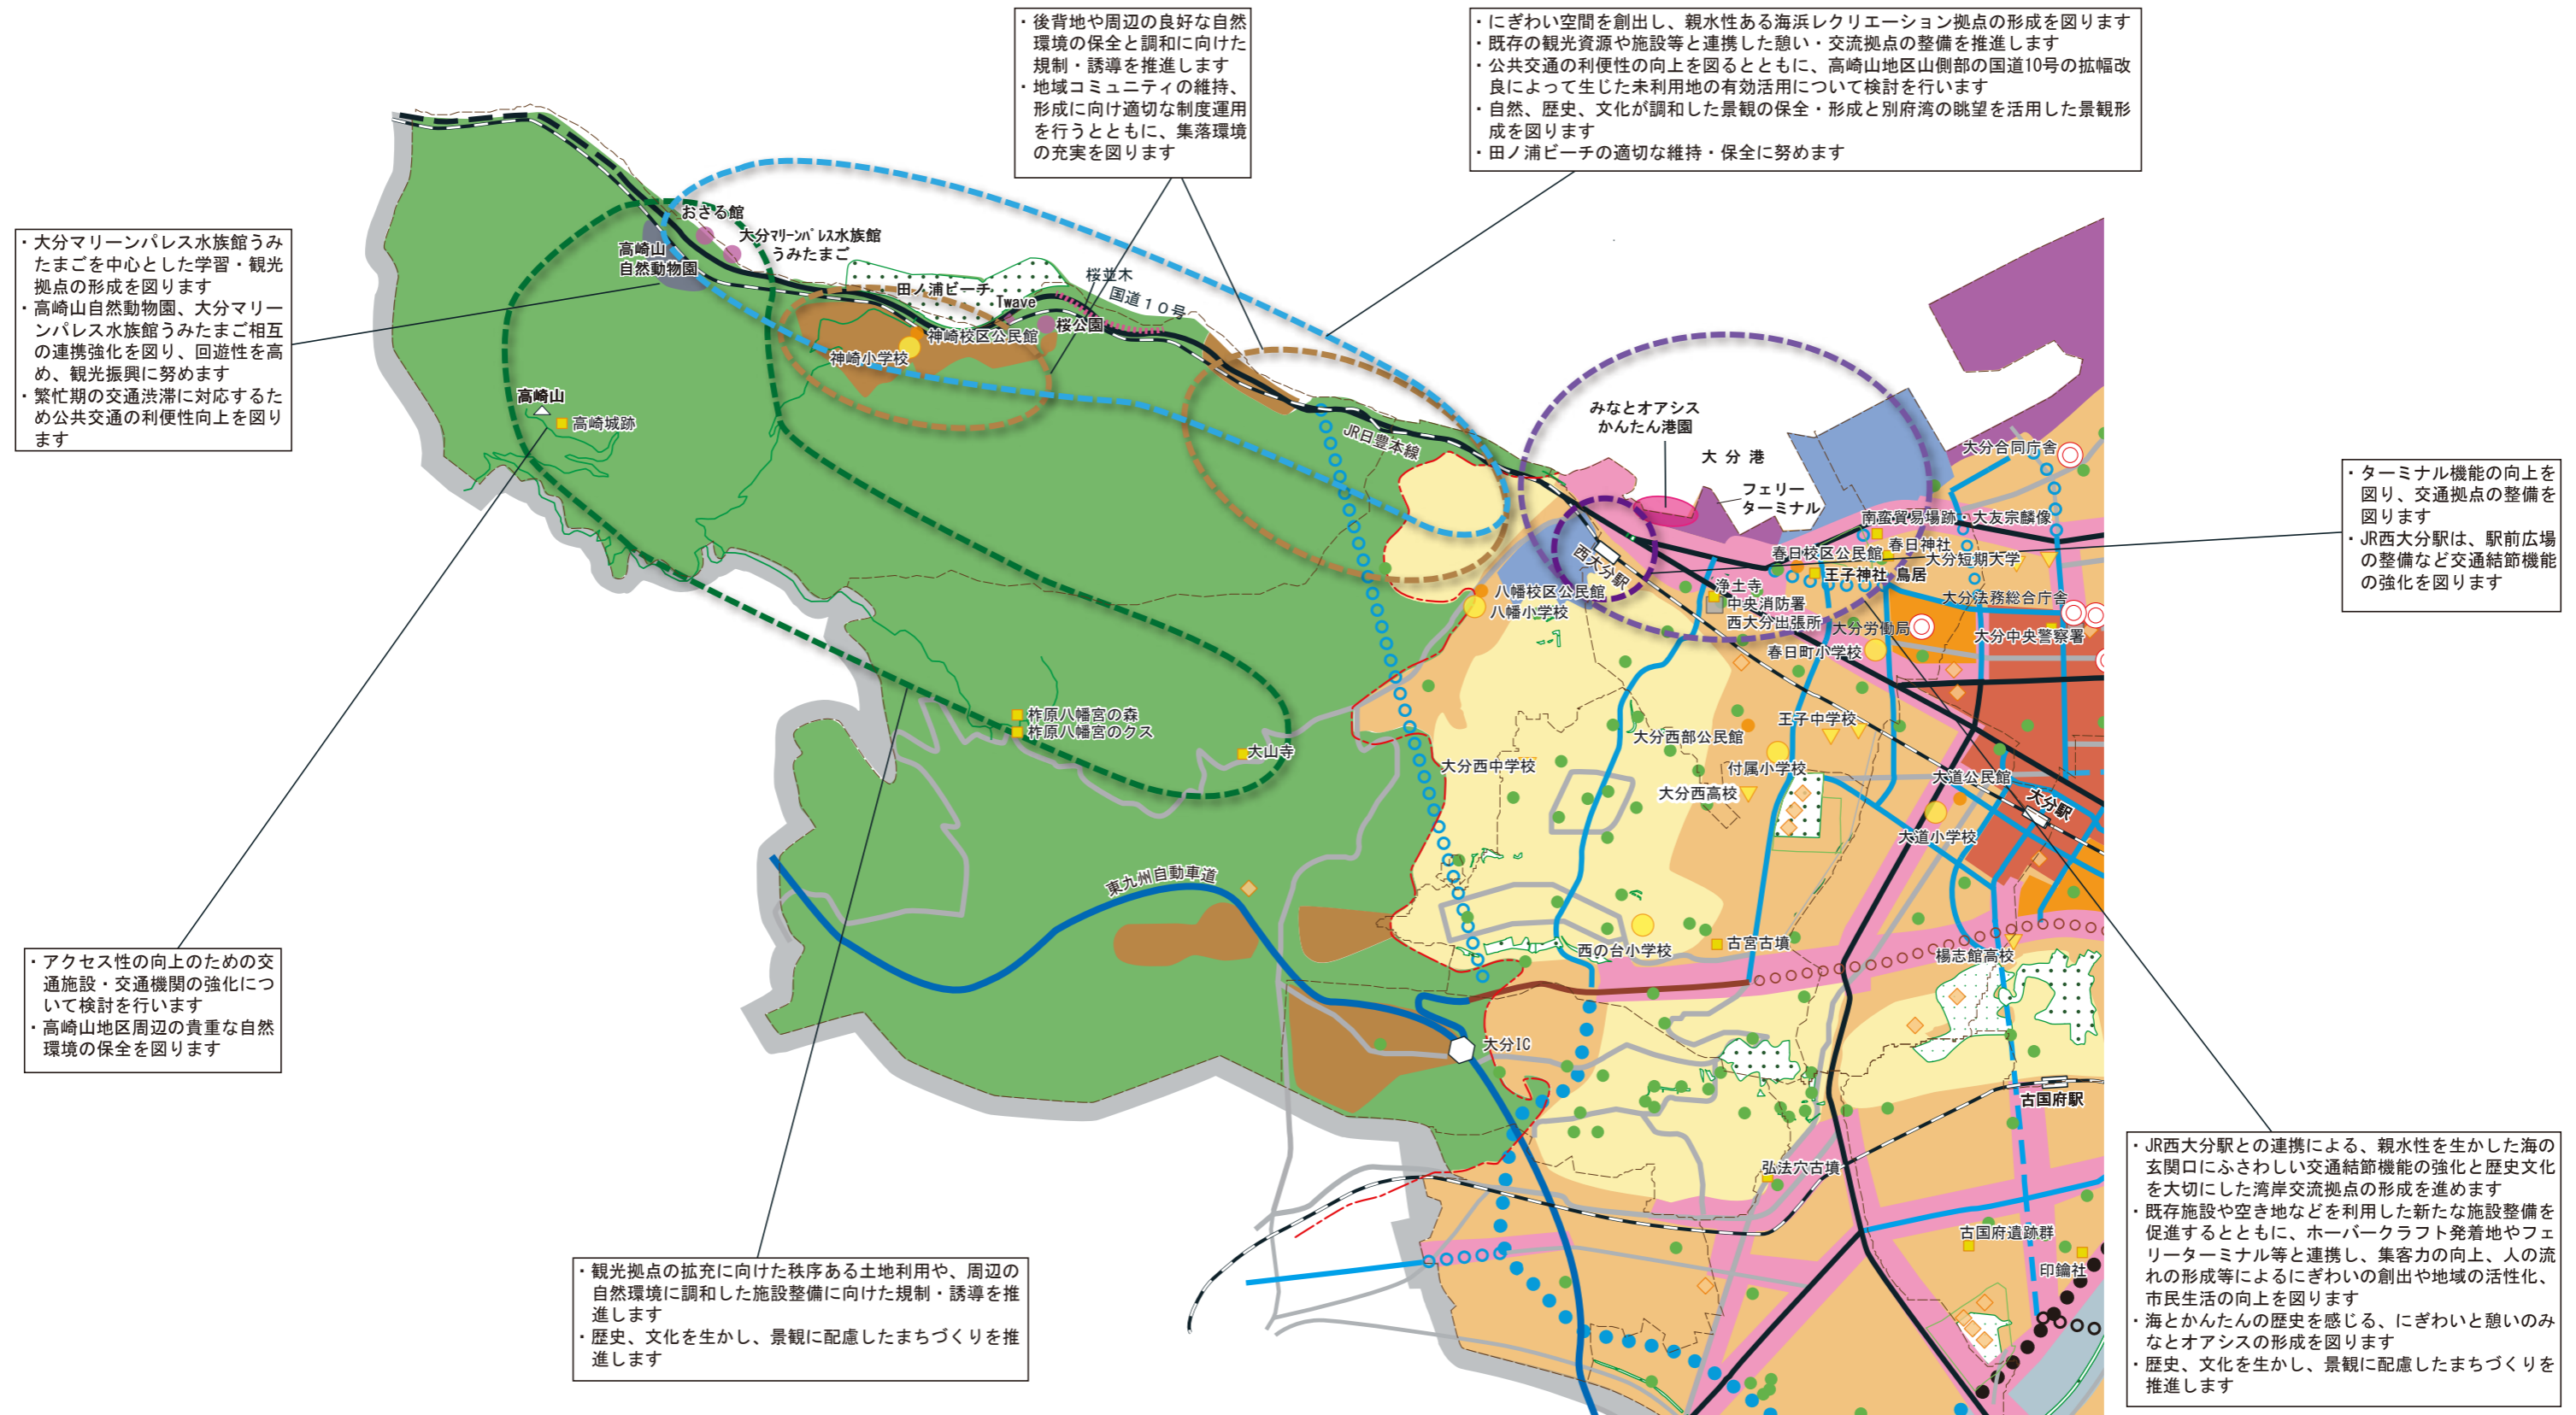 ・後背地や周辺の良好な自然
環境の保全と調和に向けた
規制・誘導を推進します
・地域コミュニティの維持、
形成に向け適切な制度運用
を行うとともに、集落環境
の充実を図ります
・にぎわい空間を創出し、親水性ある海浜レクリエーション拠点の形成を図ります
・既存の観光資源や施設等と連携した憩い・交流拠点の整備を推進します
・公共交通の利便性の向上を図るとともに、高崎山地区山側部の国道10号の拡幅改
良によって生じた未利用地の有効活用について検討を行います
・自然、歴史、文化が調和した景観の保全・形成と別府湾の眺望を活用した景観形
成を図ります
・田ノ浦ビーチの適切な維持・保全に努めます
・大分マリーンパレス水族館うみ
たまごを中心とした学習・観光
拠点の形成を図ります
・高崎山自然動物園、大分マリー
ンパレス水族館うみたまご相互
の連携強化を図り、回遊性を高
め、観光振興に努めます
・繁忙期の交通渋滞に対応するた
め公共交通の利便性向上を図り
ます
おさる館
大分マリーンパレス水族館
うみたまご
高崎山
自然動物園
田ノ浦ビーチ
Twave
桜並木
国道10号
桜公園
神崎校区公民館
神崎小学校
高崎山
高崎城跡
JR日豊本線
みなとオアシス
かんたん港園
大分港
フェリー
ターミナル
大分合同庁舎
南蛮貿易場跡・大友宗麟像
春日神社
春日校区公民館
大分短期大学
王子神社 鳥居
西大分駅
浄土寺
中央消防署
西大分出張所
大分法務総合庁舎
大分労働局
大分中央警察署
春日町小学校
八幡校区公民館
八幡小学校
・ターミナル機能の向上を
図り、交通拠点の整備を
図ります
・JR西大分駅は、駅前広場
の整備など交通結節機能
の強化を図ります
柞原八幡宮の森
柞原八幡宮のクス
大山寺
王子中学校
大分西部公民館
大分西中学校
付属小学校
大分西高校
大道公民館
大分駅
大道小学校
東九州自動車道
西の台小学校
古宮古墳
楊志館高校
大分IC
古国府駅
弘法穴古墳
古国府遺跡群
印鑰社
・アクセス性の向上のための交
通施設・交通機関の強化につ
いて検討を行います
・高崎山地区周辺の貴重な自然
環境の保全を図ります
・観光拠点の拡充に向けた秩序ある土地利用や、周辺の
自然環境に調和した施設整備に向けた規制・誘導を推
進します
・歴史、文化を生かし、景観に配慮したまちづくりを推
進します
・JR西大分駅との連携による、親水性を生かした海の
玄関口にふさわしい交通結節機能の強化と歴史文化
を大切にした湾岸交流拠点の形成を進めます
・既存施設や空き地などを利用した新たな施設整備を
促進するとともに、ホーバークラフト発着地やフェ
リーターミナル等と連携し、集客力の向上、人の流
れの形成等によるにぎわいの創出や地域の活性化、
市民生活の向上を図ります
・海とかんたんの歴史を感じる、にぎわいと憩いのみ
なとオアシスの形成を図ります
・歴史、文化を生かし、景観に配慮したまちづくりを
推進します